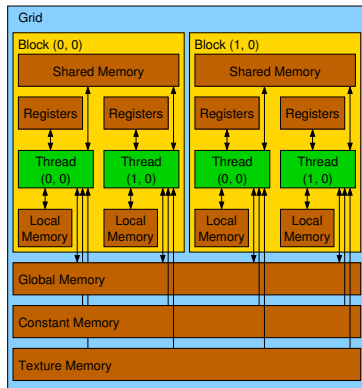 Grid
Block (0, 0)
Shared Memory
Registers
Registers
Thread
(0, 0)
Thread
(1, 0)
Local
Memory
Local
Memory
Block (1, 0)
Shared Memory
Registers
Registers
Thread
(0, 0)
Thread
(1, 0)
Local
Memory
Local
Memory
Global Memory
Constant Memory
Texture Memory